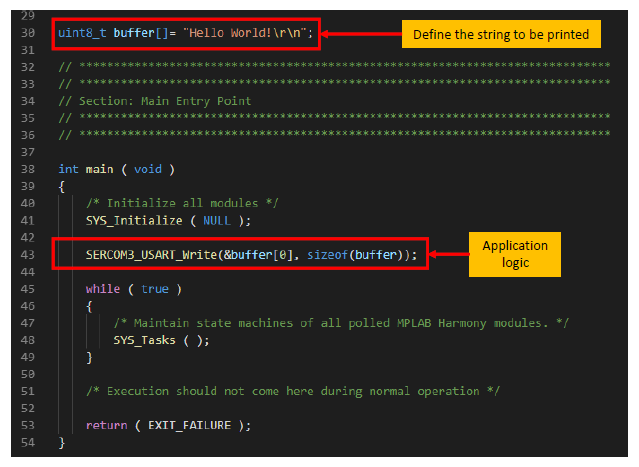 29
30 uint8_t buffer[]= "Hello World!\r\n"; Define the string to be printed
31
32 // *****************************************************************************
33 // *****************************************************************************
34 // Section: Main Entry Point
35 // *****************************************************************************
36 // *****************************************************************************
37
38 int main ( void )
39 {
40 /* Initialize all modules */
41 SYS_Initialize ( NULL );
42
43 SERCOM3_USART_Write(&buffer[0], sizeof(buffer)); Application logic
44
45 while ( true )
46 {
47 /* Maintain state machines of all polled MPLAB Harmony modules. */
48 SYS_Tasks ( );
49 }
50
51 /* Execution should not come here during normal operation */
52
53 return ( EXIT_FAILURE );
54 }